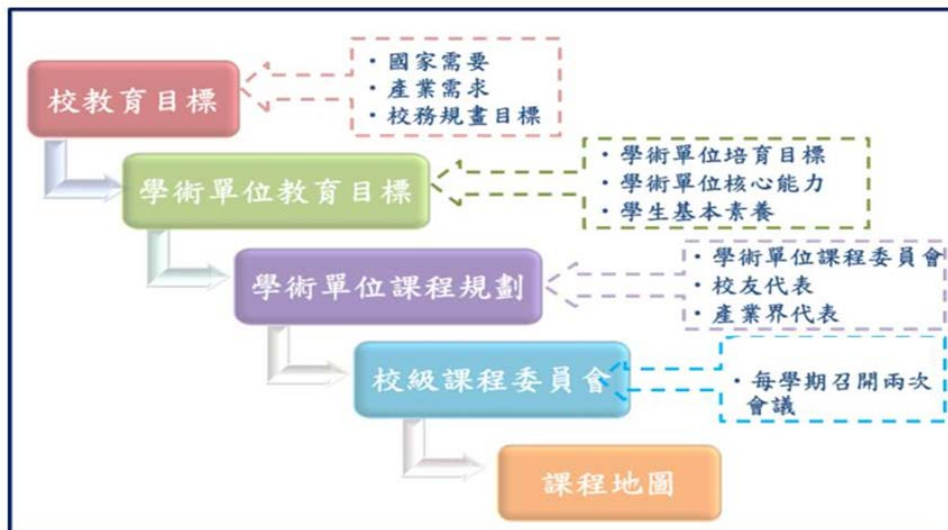 校教育目標
・國家需要
・產業需求
・校務規畫目標
學術單位教育目標
・學術單位培育目標
・學術單位核心能力
・學生基本素養
學術單位課程規劃
・學術單位課程委員會
・校友代表
・產業界代表
校級課程委員會
・每學期召開兩次
會議
課程地圖